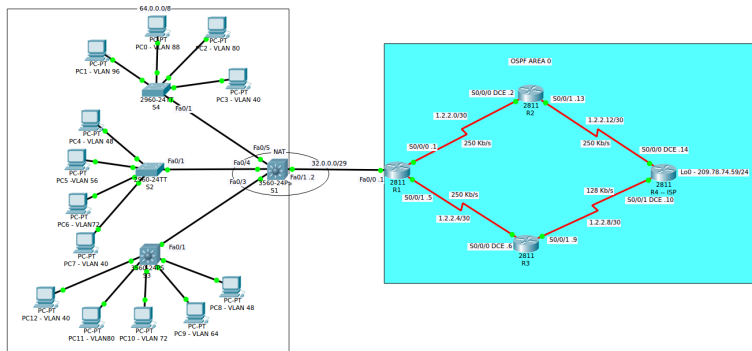 64.0.0.0/8
PC-PT
PC0 - VLAN 88
PC-PT
PC2 - VLAN 80
PC-PT
PC1 - VLAN 96
PC-PT
PC3 - VLAN 40
2960-24TT
S4
Fa0/1
PC-PT
PC4 - VLAN 48
PC-PT
PC5 -VLAN 56
PC-PT
PC6 - VLAN72
PC-PT
PC7 - VLAN 40
2960-24TT
S2
Fa0/1
Fa0/5
Fa0/4
Fa0/3
NAT
3560-24PS
S1
Fa0/1 .2
32.0.0.0/29
Fa0/1
3560-24PS
S3
PC-PT
PC12 - VLAN 40
PC-PT
PC11 - VLAN80
PC-PT
PC10 - VLAN 72
PC-PT
PC9 - VLAN 64
PC-PT
PC8 - VLAN 48
OSPF AREA 0
Fa0/0 .1
2811
R1
S0/0/0 .1
S0/0/1 .5
1.2.2.0/30
250 Kb/s
S0/0/0 DCE .2
2811
R2
S0/0/1 .13
1.2.2.12/30
250 Kb/s
S0/0/0 DCE .14
2811
R4 -- ISP
S0/0/1 DCE .10
Lo0 - 209.78.74.59/24
250 Kb/s
1.2.2.4/30
S0/0/0 DCE .6
2811
R3
S0/0/1 .9
128 Kb/s
1.2.2.8/30